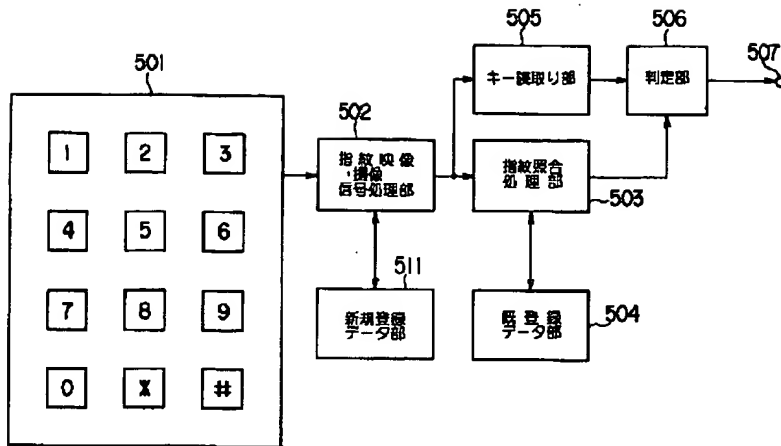 501
1 2 3
4 5 6
7 8 9
0 * #
502
指紋映像
・撮像
信号処理部
505
キー読取り部
506
判定部
507
指紋照合
処理部
503
511
新規登録
データ部
既登録
データ部
504